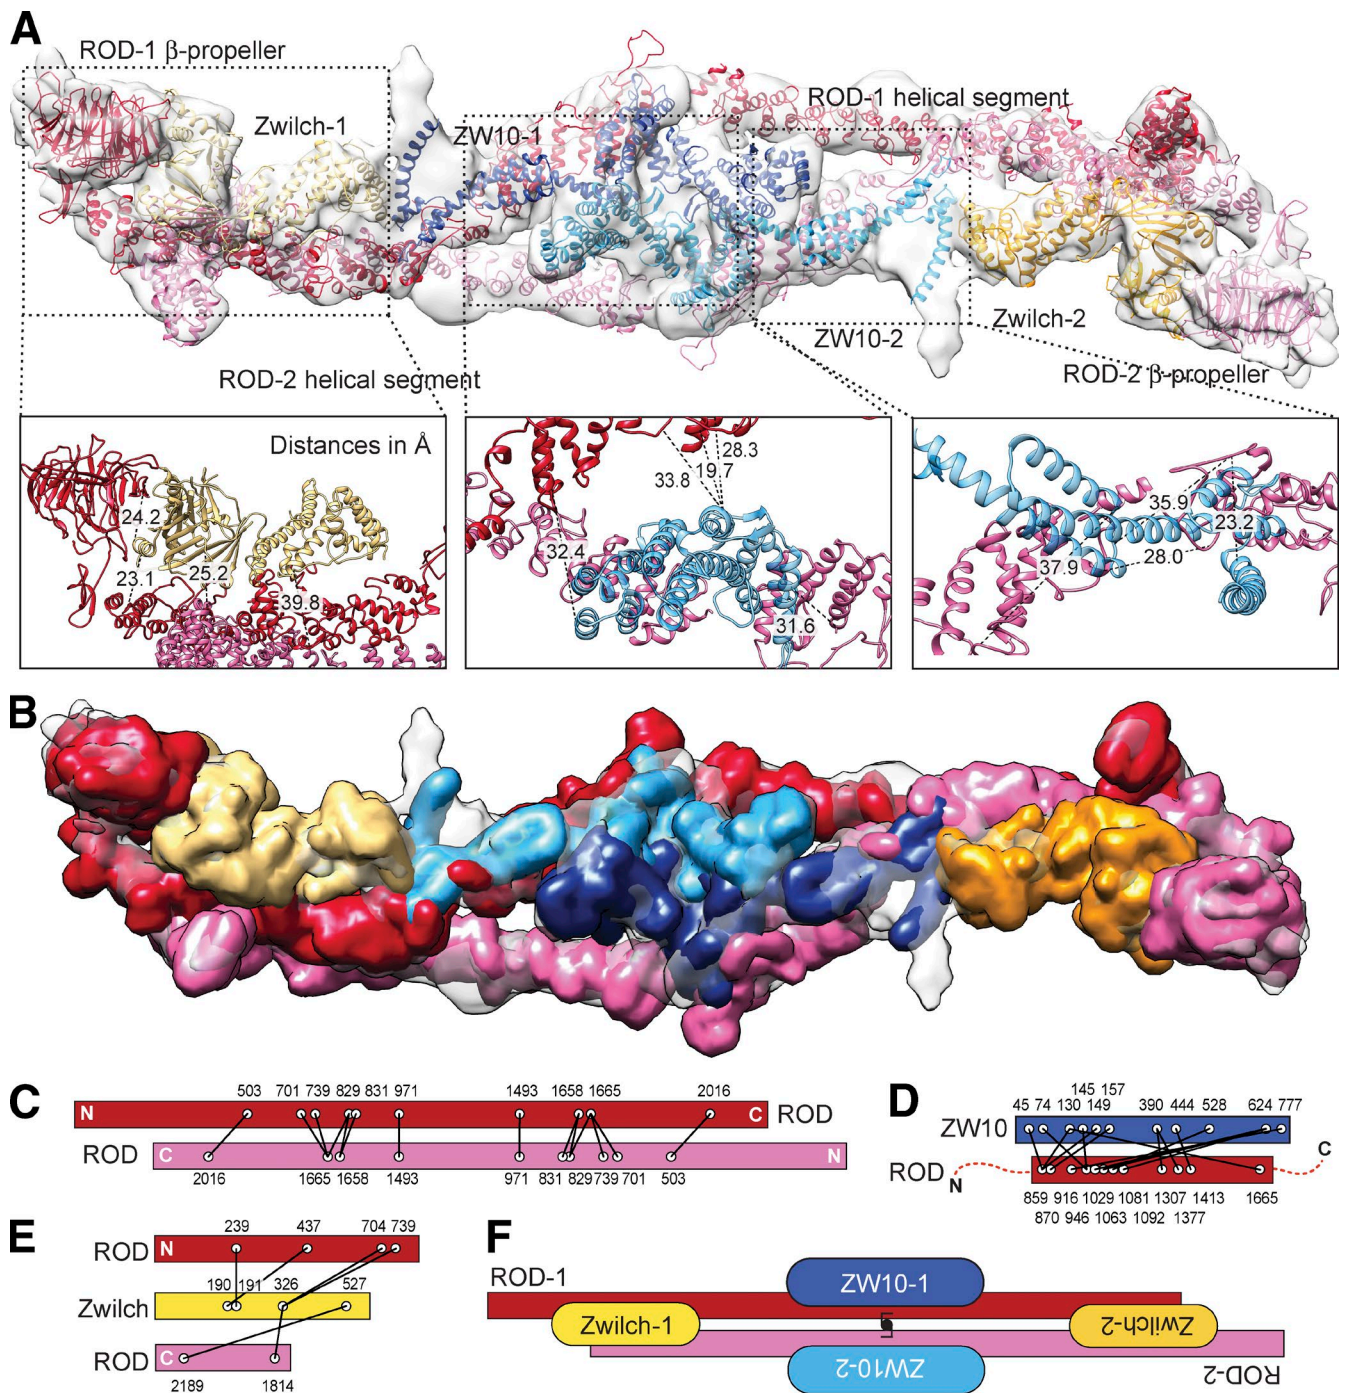 A
ROD-1 β-propeller
Zwilch-1
ZW10-1
ROD-1 helical segment
ZW10-2
Zwilch-2
ROD-2 helical segment
ROD-2 β-propeller
Distances in Å
24.2
23.1
25.2
39.8
28.3
33.8
19.7
32.4
31.6
35.9
23.2
28.0
37.9
B
C
503 701 739 829 831 971 1493 1658 1665 2016
N C ROD
ROD C N
2016 1665 1658 1493 971 831 829 739 701 503
D
145 157
45 74 130 149 390 444 528 624 777
ZW10
ROD N C
859 916 1029 1081 1307 1413 1665
870 946 1063 1092 1377
E
239 437 704 739
ROD N
190 191 326 527
Zwilch
ROD C
2189 1814
F
ROD-1
ZW10-1
Zwilch-1
Zwilch-2
ZW10-2
ROD-2